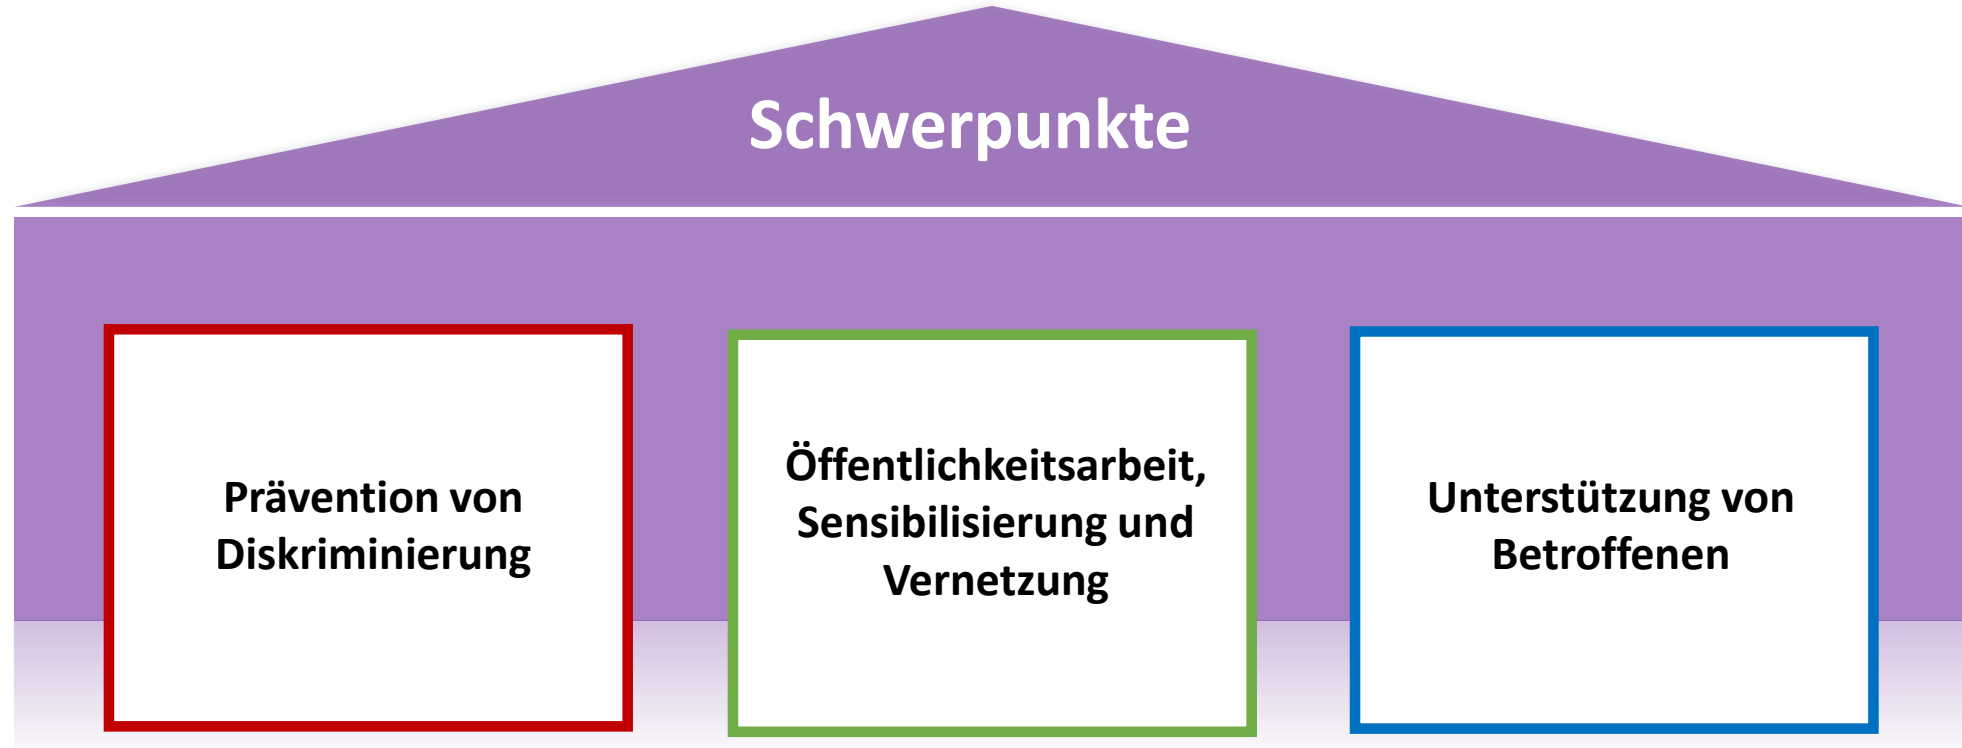 Schwerpunkte
Prävention von
Diskriminierung
Öffentlichkeitsarbeit,
Sensibilisierung und
Vernetzung
Unterstützung von
Betroffenen